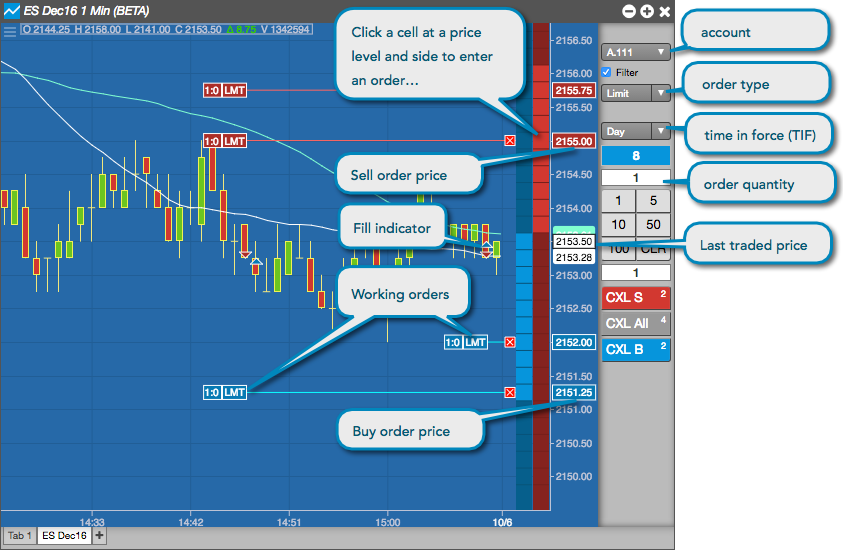 ES Dec16 1 Min (BETA)
O 2144.25 H 2158.00 L 2141.00 C 2153.50 Δ 8.75 V 1342594
Click a cell at a price
level and side to enter
an order…
account
order type
time in force (TIF)
order quantity
Last traded price
Sell order price
Fill indicator
Working orders
Buy order price
1:0 LMT
1:0 LMT
1:0 LMT
1:0 LMT
2156.50
2156.00
2155.75
2155.50
2155.00
2154.50
2154.00
2153.50
2153.28
2153.00
2152.50
2152.00
2151.50
2151.25
2151.00
2150.50
2150.00
A.111
Filter
Limit
Day
8
1
1 5
10 50
100 CLR
1
CXL S 2
CXL All 4
CXL B 2
14:33 14:42 14:51 15:00 10/6
Tab 1 ES Dec16 +